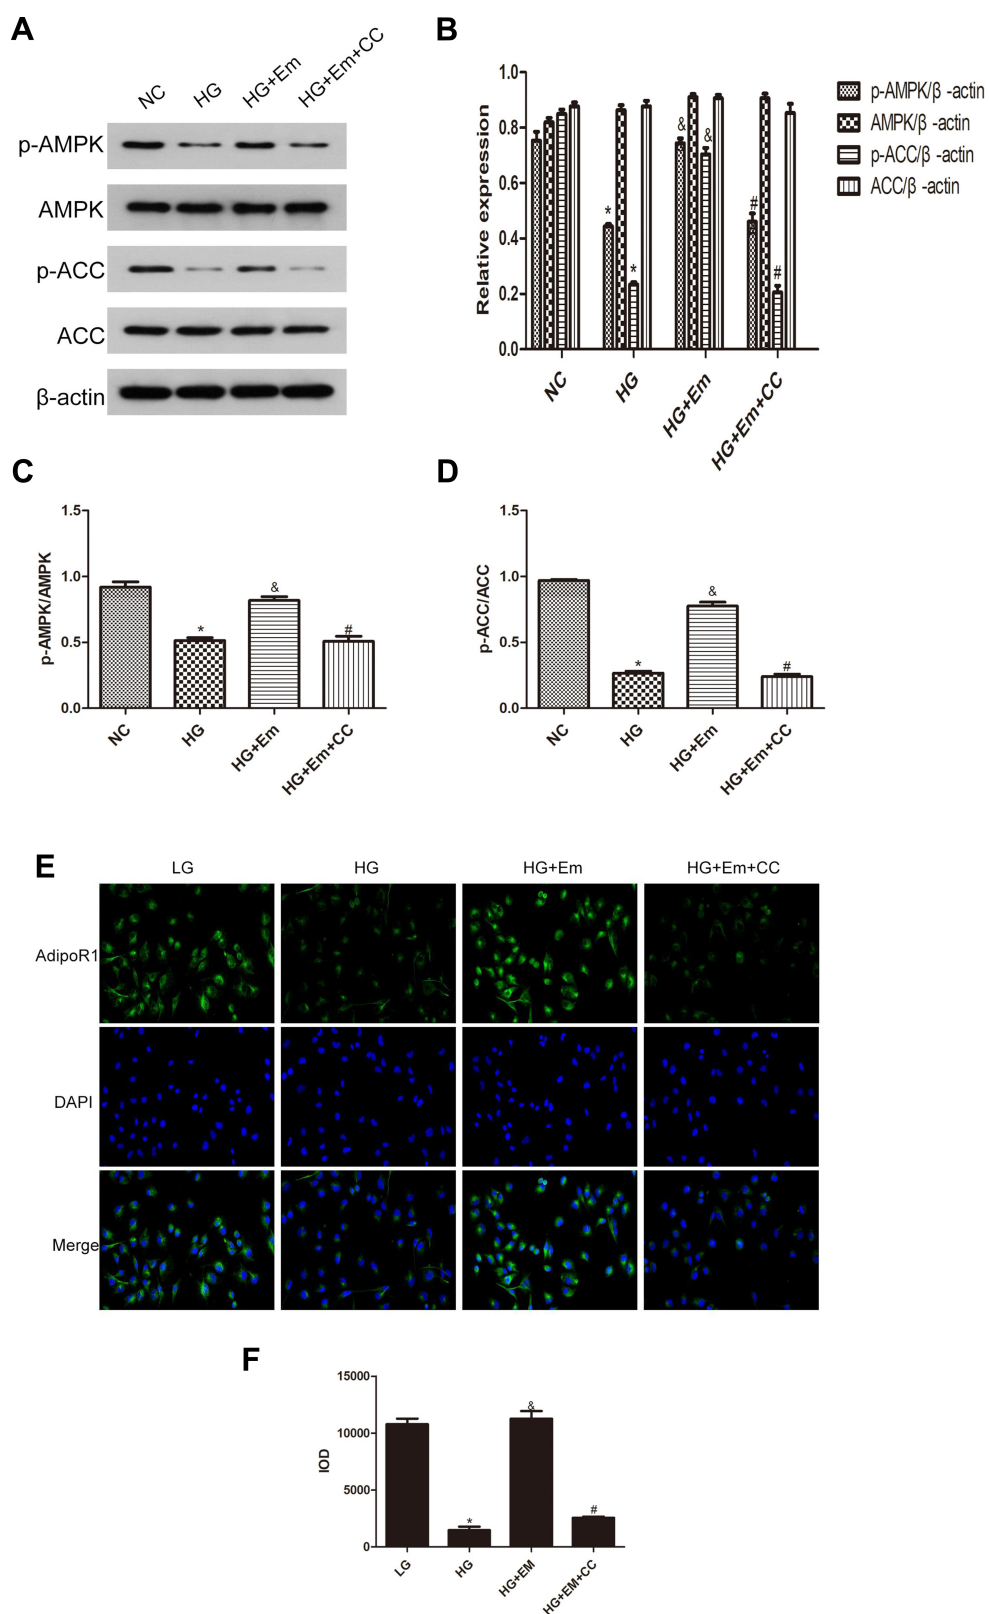 A
NC
HG
HG+Em
HG+Em+CC
p-AMPK
AMPK
p-ACC
ACC
β-actin
B
Relative expression
1.0
0.8
0.6
0.4
0.2
0.0
*
*
&
&
#
#
NC
HG
HG+Em
HG+Em+CC
p-AMPK/β -actin
AMPK/β -actin
p-ACC/β -actin
ACC/β -actin
C
p-AMPK/AMPK
1.5
1.0
0.5
0.0
*
&
#
NC
HG
HG+Em
HG+Em+CC
D
p-ACC/ACC
1.5
1.0
0.5
0.0
*
&
#
NC
HG
HG+Em
HG+Em+CC
E
LG
HG
HG+Em
HG+Em+CC
AdipoR1
DAPI
Merge
F
IOD
15000
10000
5000
0
*
&
#
LG
HG
HG+EM
HG+EM+CC